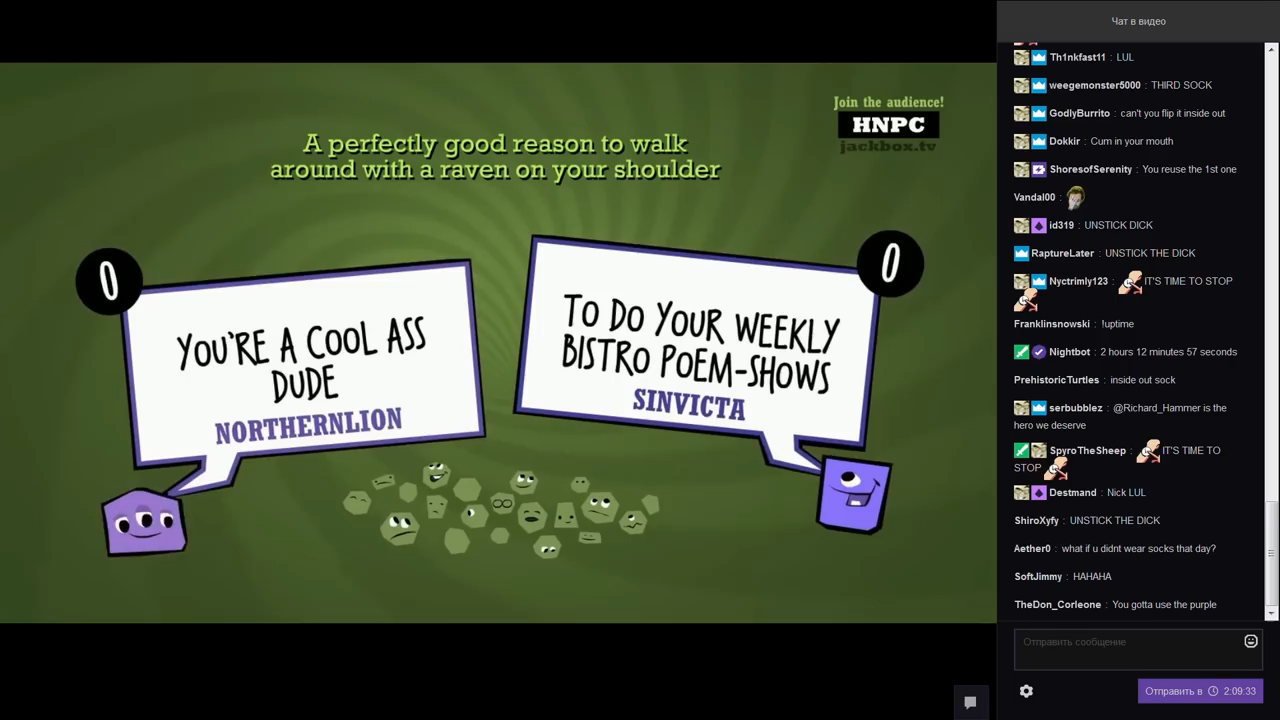 Join the audience!
HNPC
jackbox.tv
A perfectly good reason to walk
around with a raven on your shoulder
0
YOU'RE A COOL ASS
DUDE
NORTHERNLION
0
TO DO YOUR WEEKLY
BISTRO POEM-SHOWS
SINVICTA
Чат в видео
Th1nkfast11 : LUL
weegemonster5000 : THIRD SOCK
GodlyBurrito : can't you flip it inside out
Dokkir : Cum in your mouth
ShoresofSerenity : You reuse the 1st one
Vandal00 :
id319 : UNSTICK DICK
RaptureLater : UNSTICK THE DICK
Nyctrimly123 : IT'S TIME TO STOP
Franklinsnowski : !uptime
Nightbot : 2 hours 12 minutes 57 seconds
PrehistoricTurtles : inside out sock
serbubblez : @Richard_Hammer is the
hero we deserve
SpyroTheSheep : IT'S TIME TO
STOP
Destmand : Nick LUL
ShiroXyfy : UNSTICK THE DICK
Aether0 : what if u didnt wear socks that day?
SoftJimmy : HAHAHA
TheDon_Corleone : You gotta use the purple
Отправить сообщение
Отправить в 2:09:33